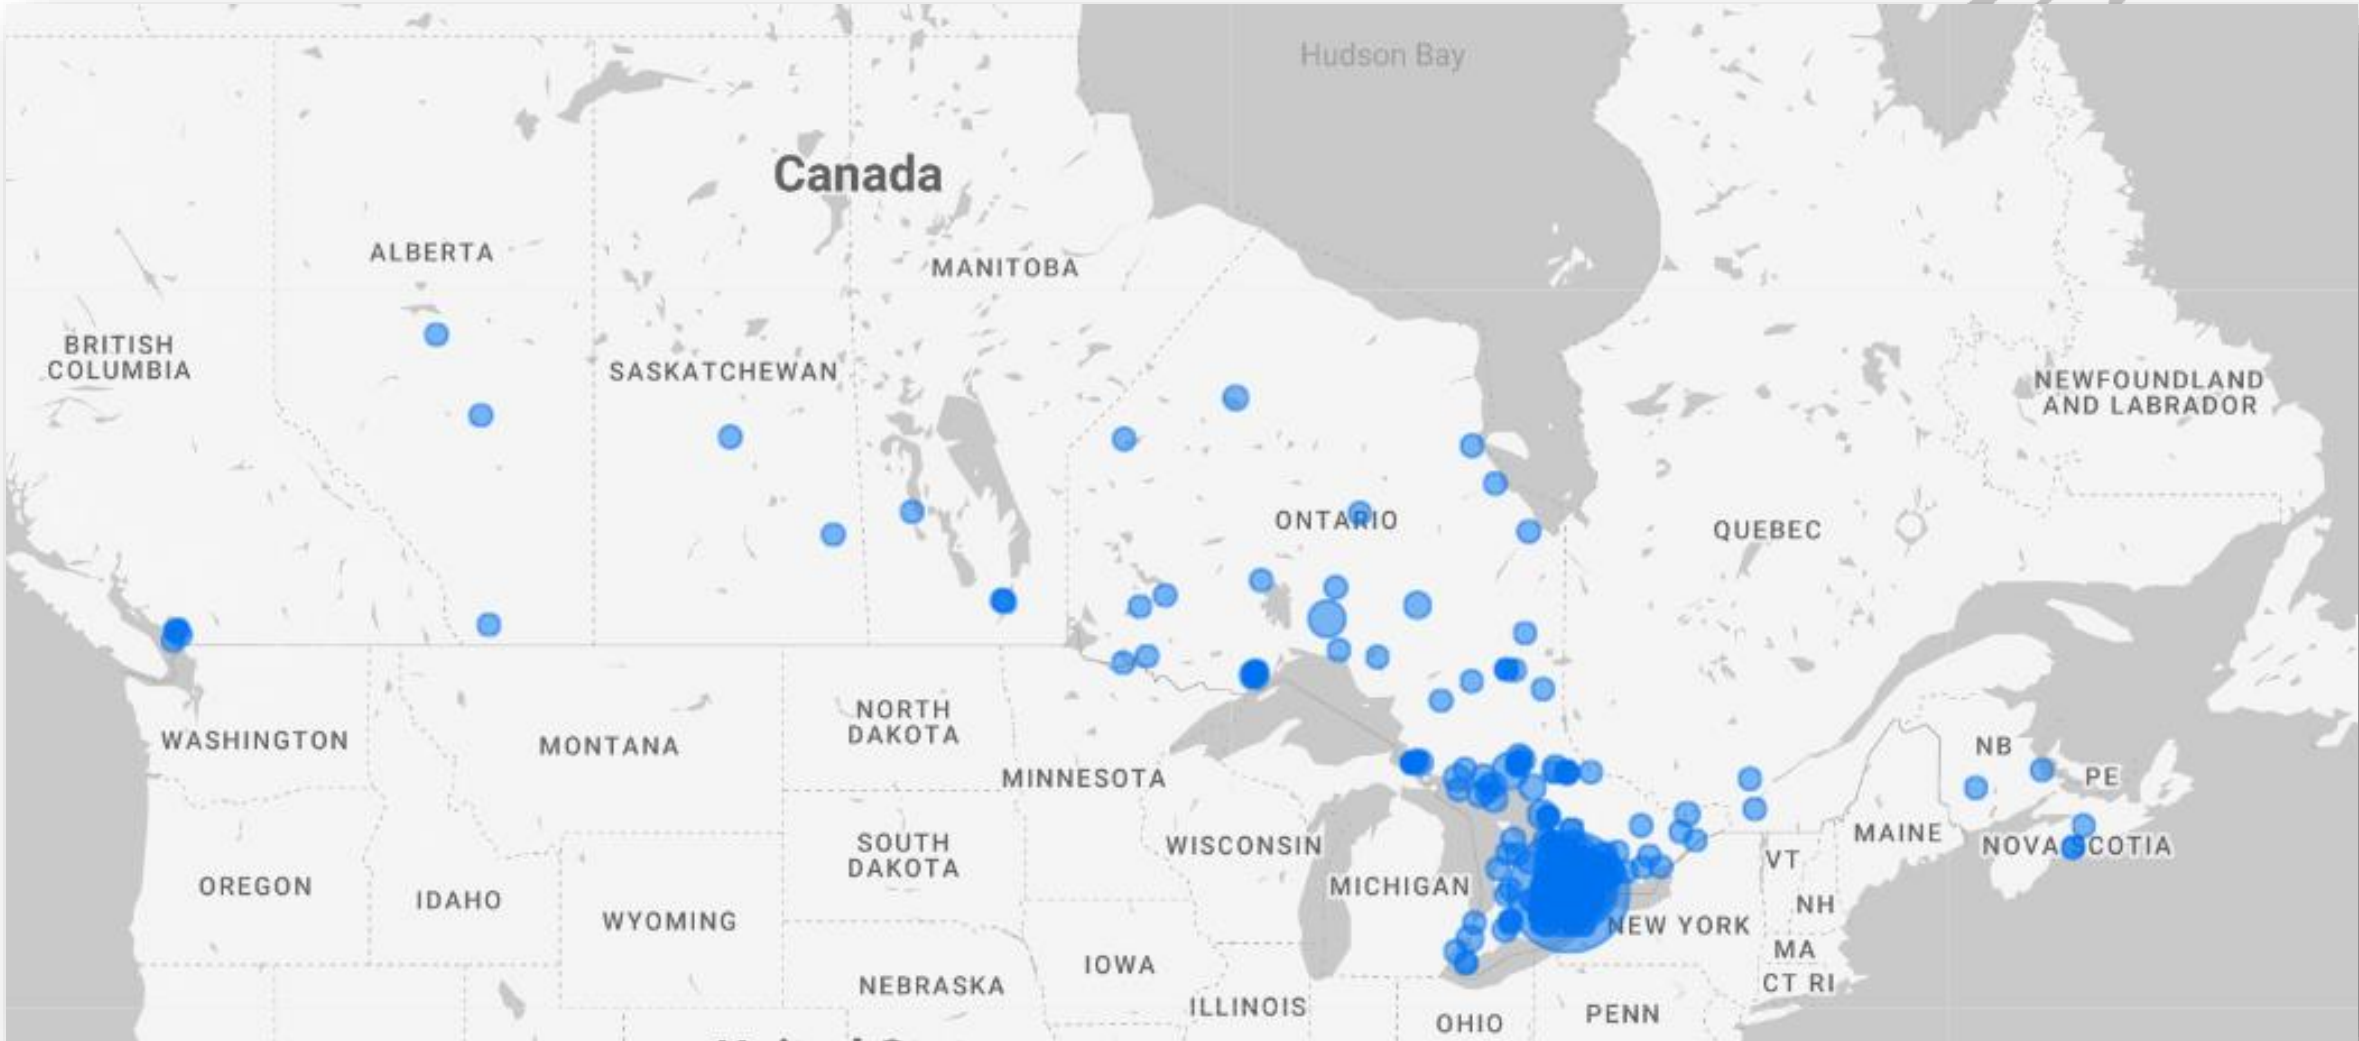 Hudson Bay
Canada
ALBERTA
MANITOBA
BRITISH
COLUMBIA
SASKATCHEWAN
NEWFOUNDLAND
AND LABRADOR
ONTARIO
QUEBEC
NORTH
DAKOTA
WASHINGTON
MONTANA
NB
MINNESOTA
PE
MAINE
NOVA SCOTIA
WISCONSIN
SOUTH
DAKOTA
VT
OREGON
IDAHO
MICHIGAN
NH
WYOMING
NEW YORK
MA
IOWA
CT RI
NEBRASKA
ILLINOIS
PENN
OHIO